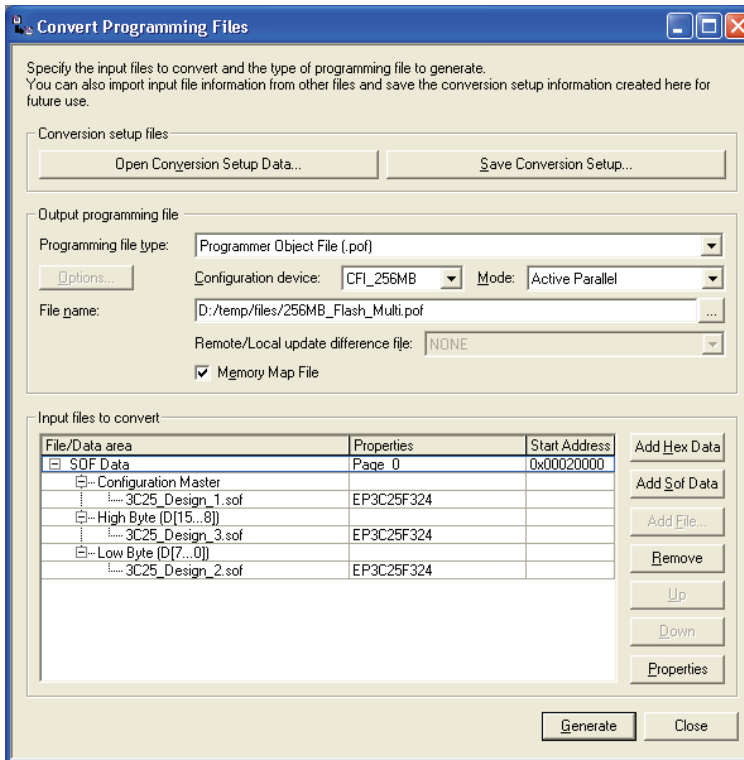 Convert Programming Files
Specify the input files to convert and the type of programming file to generate.
You can also import input file information from other files and save the conversion setup information created here for
future use.
Conversion setup files
Open Conversion Setup Data... Save Conversion Setup...
Output programming file
Programming file type: Programmer Object File (.pof)
Options... Configuration device: CFI_256MB Mode: Active Parallel
File name: D:/temp/files/256MB_Flash_Multi.pof ...
Remote/Local update difference file: NONE
Memory Map File
Input files to convert
File/Data area Properties Start Address Add Hex Data
SOF Data Page_0 0x00020000
Configuration Master Add Sof Data
3C25_Design_1.sof EP3C25F324
High Byte (D[15...8]) Add File...
3C25_Design_3.sof EP3C25F324
Low Byte (D[7...0]) Remove
3C25_Design_2.sof EP3C25F324
Up
Down
Properties
Generate Close